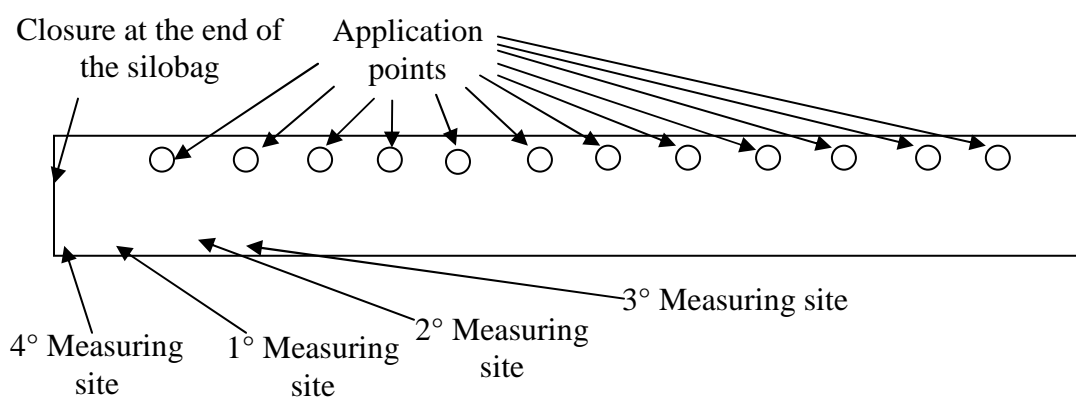 Closure at the end of
the silobag
Application
points
3° Measuring site
4° Measuring
site
1° Measuring
site
2° Measuring
site